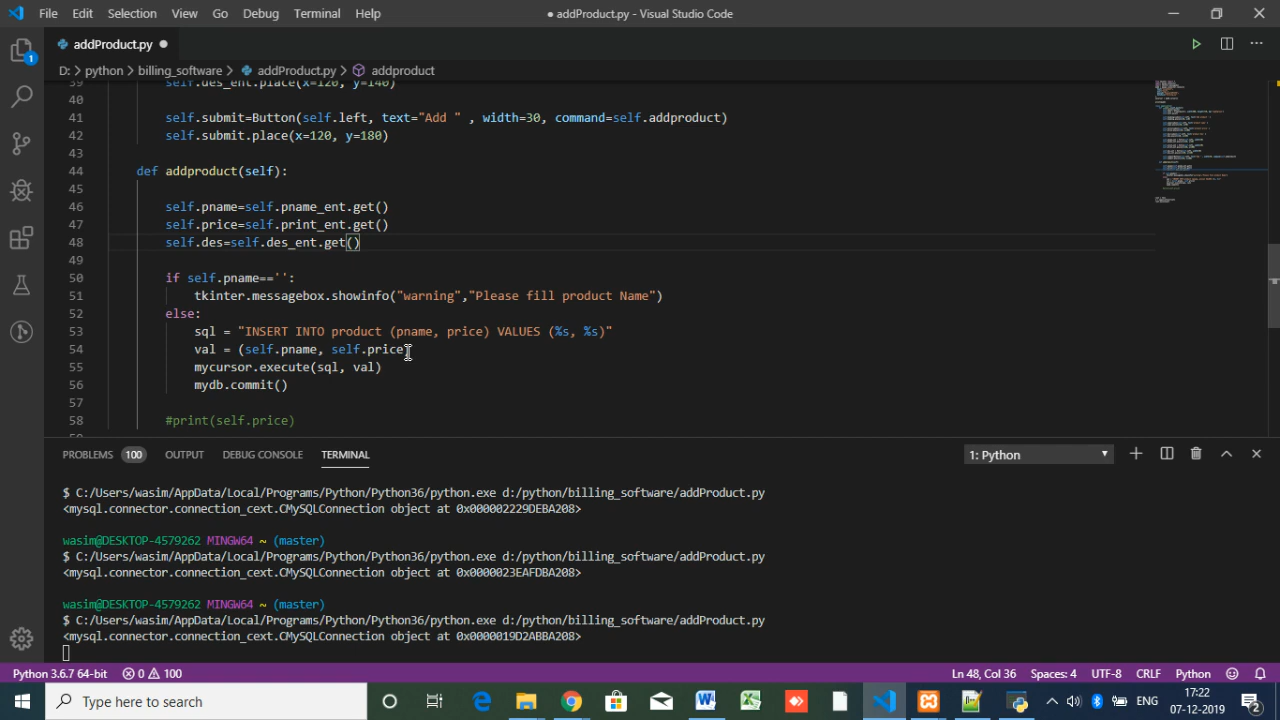 File Edit Selection View Go Debug Terminal Help
● addProduct.py - Visual Studio Code
1
addProduct.py ●
D: > python > billing_software > addProduct.py > addproduct
39 self.des_ent.place(x=120, y=140)
40
41 self.submit=Button(self.left, text="Add " , width=30, command=self.addproduct)
42 self.submit.place(x=120, y=180)
43
44 def addproduct(self):
45
46 self.pname=self.pname_ent.get()
47 self.price=self.print_ent.get()
48 self.des=self.des_ent.get()
49
50 if self.pname=='':
51 tkinter.messagebox.showinfo("warning","Please fill product Name")
52 else:
53 sql = "INSERT INTO product (pname, price) VALUES (%s, %s)"
54 val = (self.pname, self.price)
55 mycursor.execute(sql, val)
56 mydb.commit()
57
58 #print(self.price)
PROBLEMS 100 OUTPUT DEBUG CONSOLE TERMINAL
1: Python
$ C:/Users/wasim/AppData/Local/Programs/Python/Python36/python.exe d:/python/billing_software/addProduct.py
<mysql.connector.connection_cext.CMySQLConnection object at 0x000002229DEBA208>
wasim@DESKTOP-4579262 MINGW64 ~ (master)
$ C:/Users/wasim/AppData/Local/Programs/Python/Python36/python.exe d:/python/billing_software/addProduct.py
<mysql.connector.connection_cext.CMySQLConnection object at 0x0000023EAFDBA208>
wasim@DESKTOP-4579262 MINGW64 ~ (master)
$ C:/Users/wasim/AppData/Local/Programs/Python/Python36/python.exe d:/python/billing_software/addProduct.py
<mysql.connector.connection_cext.CMySQLConnection object at 0x0000019D2ABBA208>
Python 3.6.7 64-bit 0 100 Ln 48, Col 36 Spaces: 4 UTF-8 CRLF Python
Type here to search
ENG
17:22
07-12-2019
2